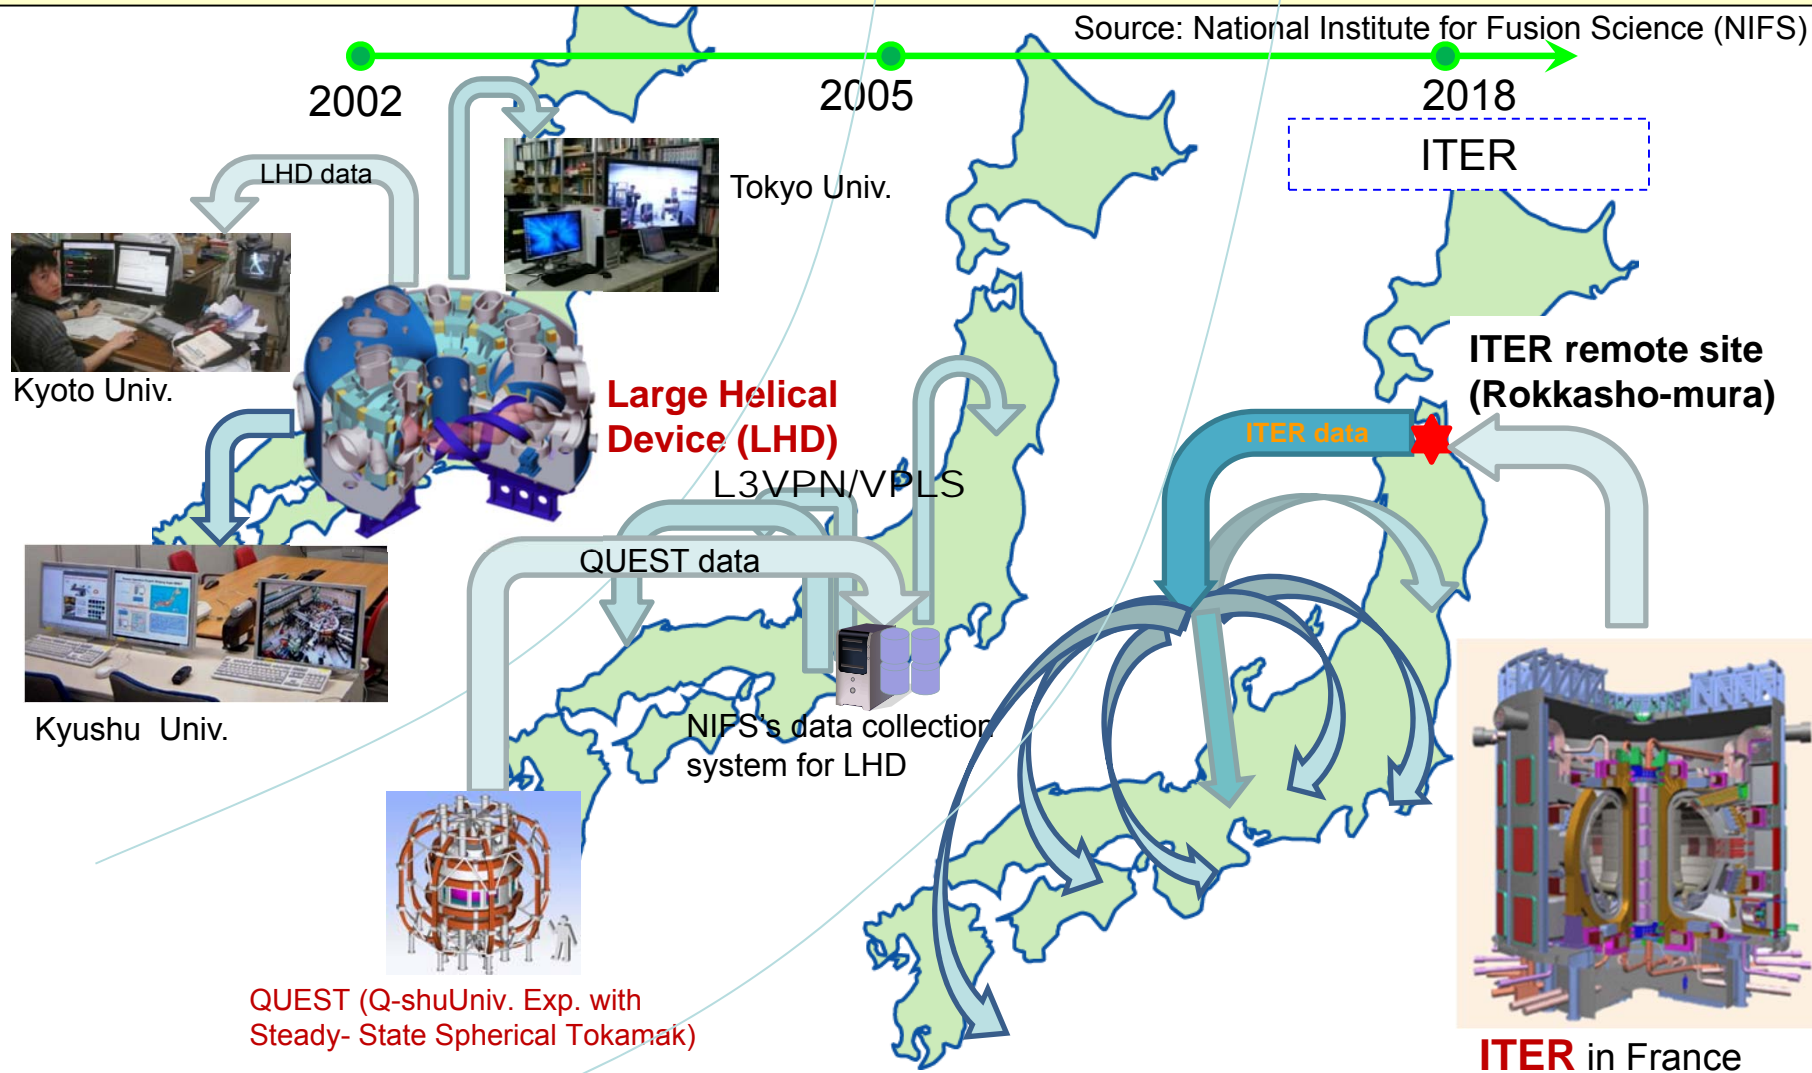 Source: National Institute for Fusion Science (NIFS)
2002
2005
2018
ITER
LHD data
Tokyo Univ.
Kyoto Univ.
Large Helical
Device (LHD)
ITER remote site
(Rokkasho-mura)
ITER data
L3VPN/VPLS
QUEST data
Kyushu Univ.
NIFS's data collection
system for LHD
QUEST (Q-shuUniv. Exp. with
Steady- State Spherical Tokamak)
ITER in France